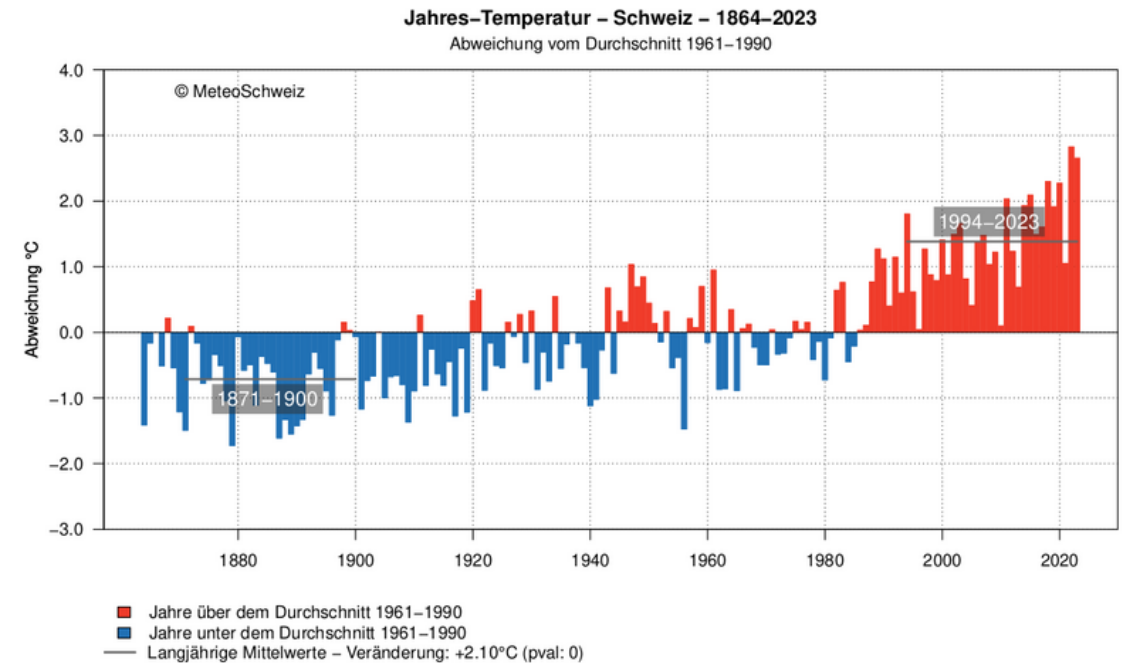 Jahres–Temperatur – Schweiz – 1864–2023
Abweichung vom Durchschnitt 1961–1990
© MeteoSchweiz
4.0
3.0
2.0
1.0
0.0
−1.0
−2.0
−3.0
Abweichung °C
1871–1900
1994–2023
1880 1900 1920 1940 1960 1980 2000 2020
Jahre über dem Durchschnitt 1961–1990
Jahre unter dem Durchschnitt 1961–1990
Langjährige Mittelwerte – Veränderung: +2.10°C (pval: 0)